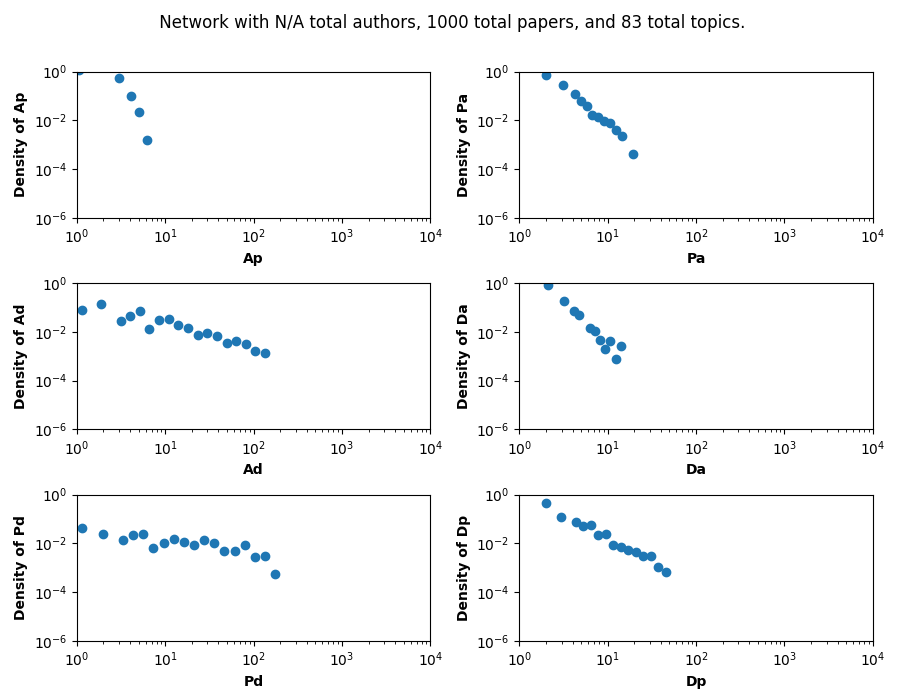 Network with N/A total authors, 1000 total papers, and 83 total topics.
Density of Ap
10^0
10^-2
10^-4
10^-6
10^0 10^1 10^2 10^3 10^4
Ap
Density of Pa
10^0
10^-2
10^-4
10^-6
10^0 10^1 10^2 10^3 10^4
Pa
Density of Ad
10^0
10^-2
10^-4
10^-6
10^0 10^1 10^2 10^3 10^4
Ad
Density of Da
10^0
10^-2
10^-4
10^-6
10^0 10^1 10^2 10^3 10^4
Da
Density of Pd
10^0
10^-2
10^-4
10^-6
10^0 10^1 10^2 10^3 10^4
Pd
Density of Dp
10^0
10^-2
10^-4
10^-6
10^0 10^1 10^2 10^3 10^4
Dp